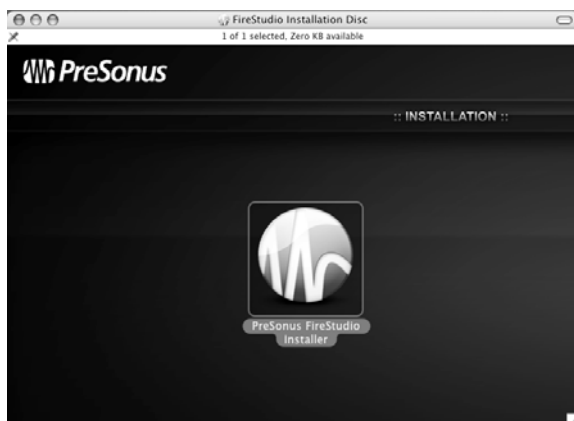 FireStudio Installation Disc
1 of 1 selected, Zero KB available
PreSonus
:: INSTALLATION ::
PreSonus FireStudio
Installer